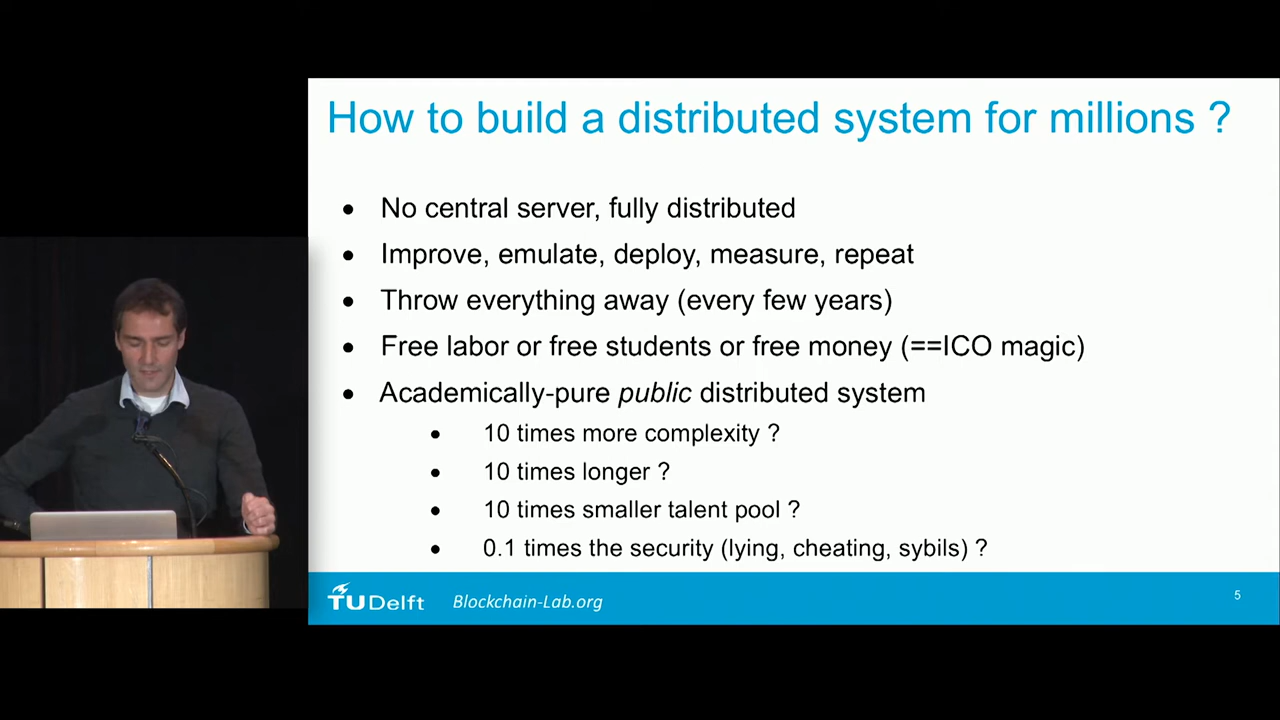 How to build a distributed system for millions ?
• No central server, fully distributed
• Improve, emulate, deploy, measure, repeat
• Throw everything away (every few years)
• Free labor or free students or free money (==ICO magic)
• Academically-pure public distributed system
• 10 times more complexity ?
• 10 times longer ?
• 10 times smaller talent pool ?
• 0.1 times the security (lying, cheating, sybils) ?
TUDelft Blockchain-Lab.org 5